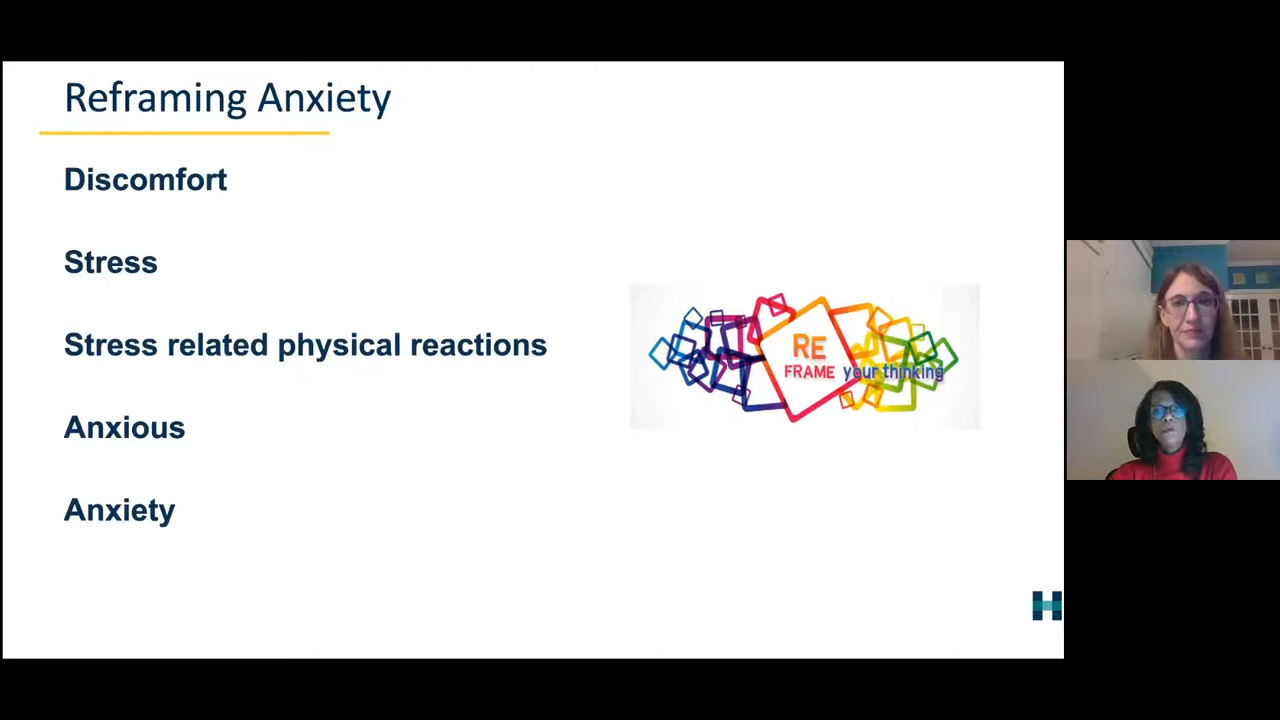 Reframing Anxiety
Discomfort
Stress
Stress related physical reactions
Anxious
Anxiety
RE
FRAME your thinking
H